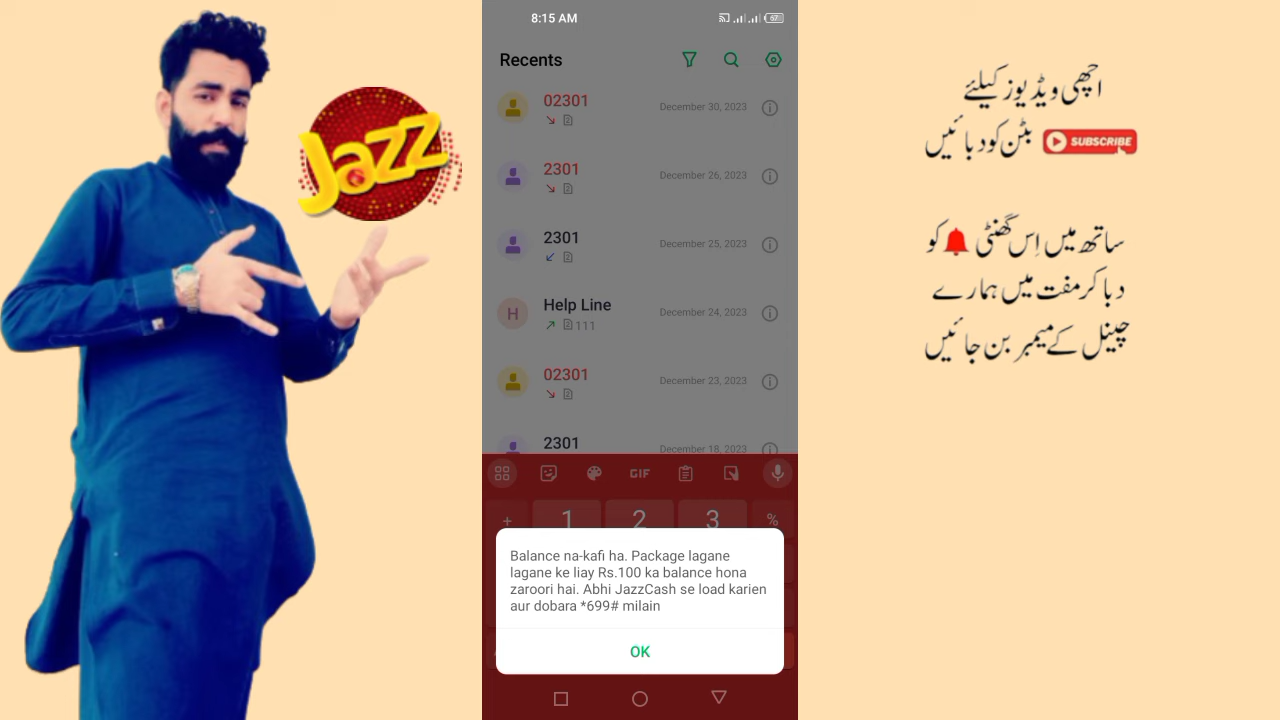 Jazz
8:15 AM
67
Recents
02301
December 30, 2023
2301
December 26, 2023
2301
December 25, 2023
H
Help Line
111
December 24, 2023
02301
December 23, 2023
2301
December 18, 2023
GIF
+ 1 2 3 %
Balance na-kafi ha. Package lagane
lagane ke liay Rs.100 ka balance hona
zaroori hai. Abhi JazzCash se load karien
aur dobara *699# milain
OK
اچھی ویڈیوز کیلئے
SUBSCRIBE بٹن کو دبائیں
ساتھ میں اِس گھنٹی کو
دبا کر مفت میں ہمارے
چینل کے میمبر بن جائیں